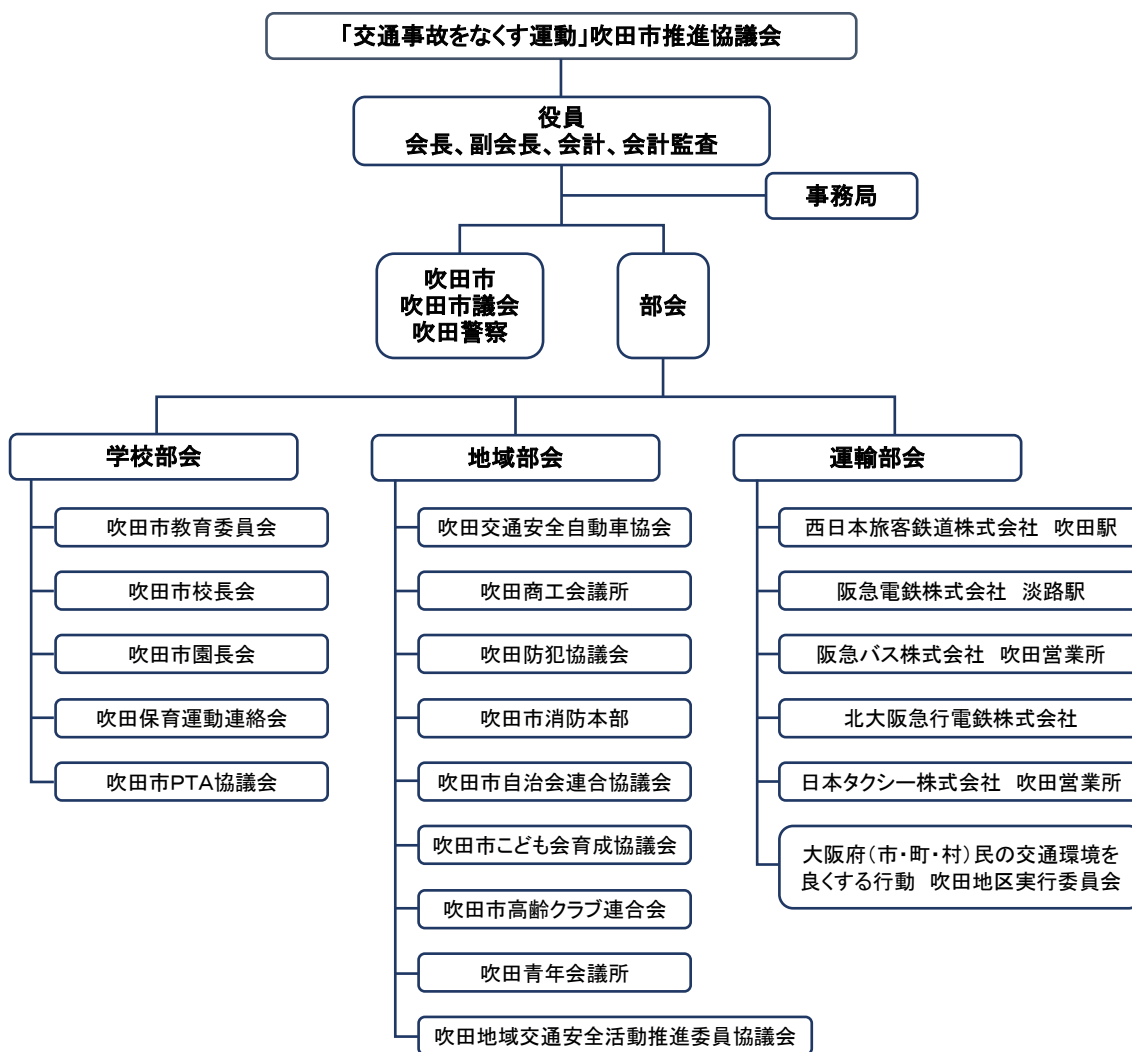 「交通事故をなくす運動」吹田市推進協議会
役員
会長、副会長、会計、会計監査
事務局
吹田市
吹田市議会
吹田警察
部会
学校部会
吹田市教育委員会
吹田市校長会
吹田市園長会
吹田保育運動連絡会
吹田市PTA協議会
地域部会
吹田交通安全自動車協会
吹田商工会議所
吹田防犯協議会
吹田市消防本部
吹田市自治会連合協議会
吹田市こども会育成協議会
吹田市高齢クラブ連合会
吹田青年会議所
吹田地域交通安全活動推進委員協議会
運輸部会
西日本旅客鉄道株式会社　吹田駅
阪急電鉄株式会社　淡路駅
阪急バス株式会社　吹田営業所
北大阪急行電鉄株式会社
日本タクシー株式会社　吹田営業所
大阪府（市・町・村）民の交通環境を
良くする行動　吹田地区実行委員会